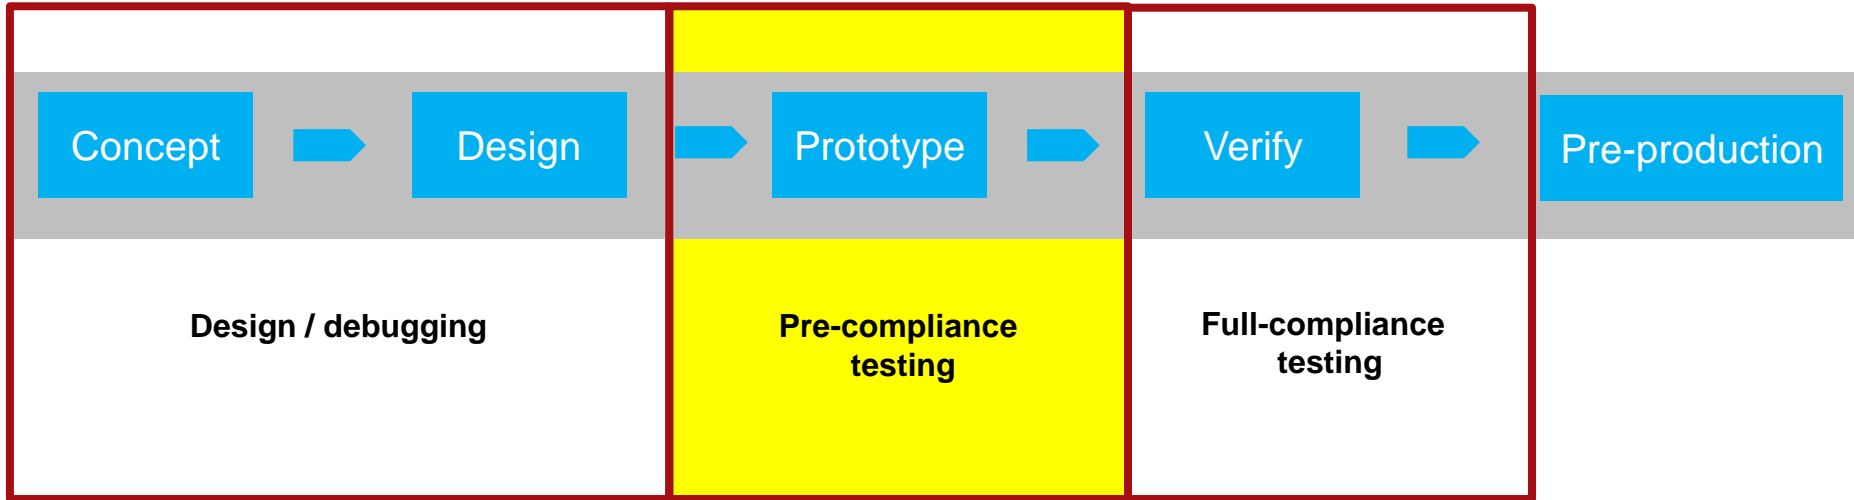 Concept
Design
Prototype
Verify
Pre-production
Design / debugging
Pre-compliance
testing
Full-compliance
testing